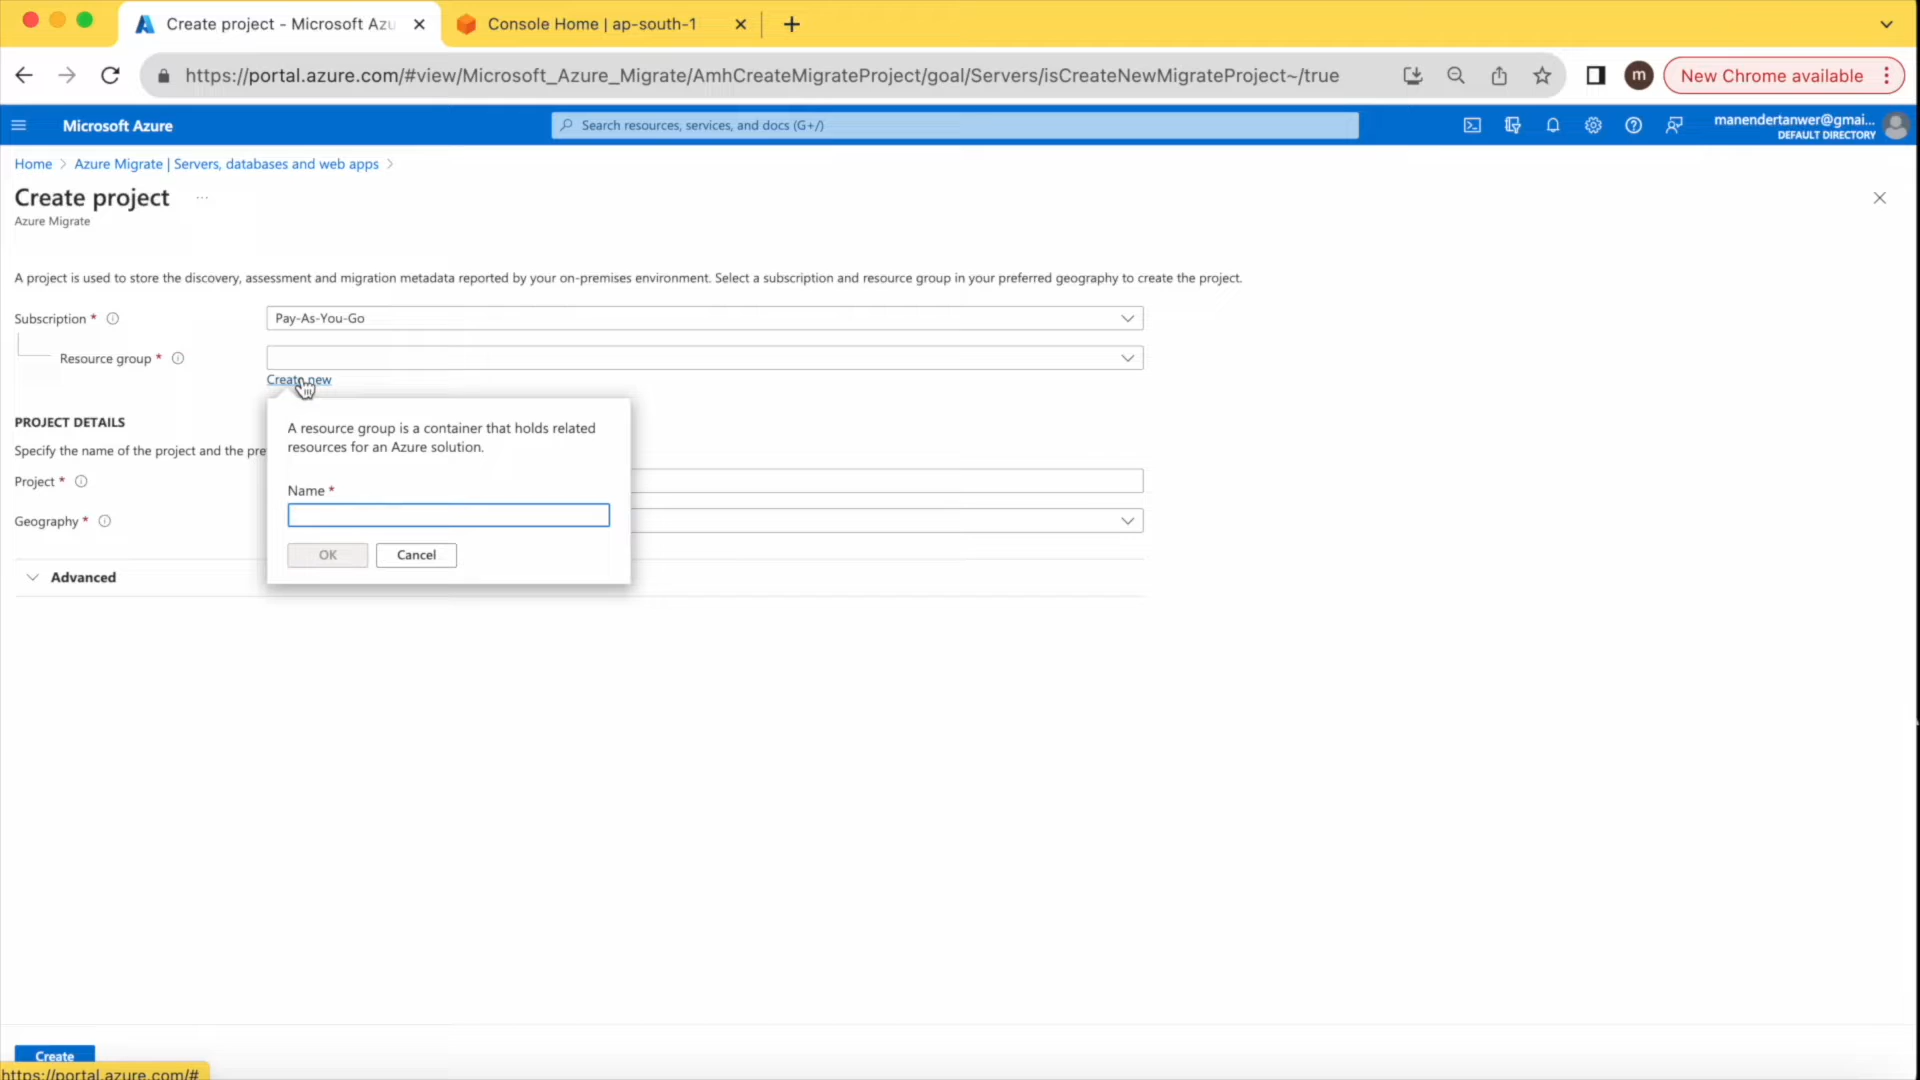 Create project - Microsoft Azu
Console Home | ap-south-1
https://portal.azure.com/#view/Microsoft_Azure_Migrate/AmhCreateMigrateProject/goal/Servers/isCreateNewMigrateProject~/true
m
New Chrome available
Microsoft Azure
Search resources, services, and docs (G+/)
manendertanwer@gmai...
DEFAULT DIRECTORY
Home > Azure Migrate | Servers, databases and web apps >
Create project ...
Azure Migrate
A project is used to store the discovery, assessment and migration metadata reported by your on-premises environment. Select a subscription and resource group in your preferred geography to create the project.
Subscription *
Pay-As-You-Go
Resource group *
Create new
A resource group is a container that holds related
resources for an Azure solution.
Name *
OK
Cancel
PROJECT DETAILS
Specify the name of the project and the pre
Project *
Geography *
Advanced
Create
https://portal.azure.com/#